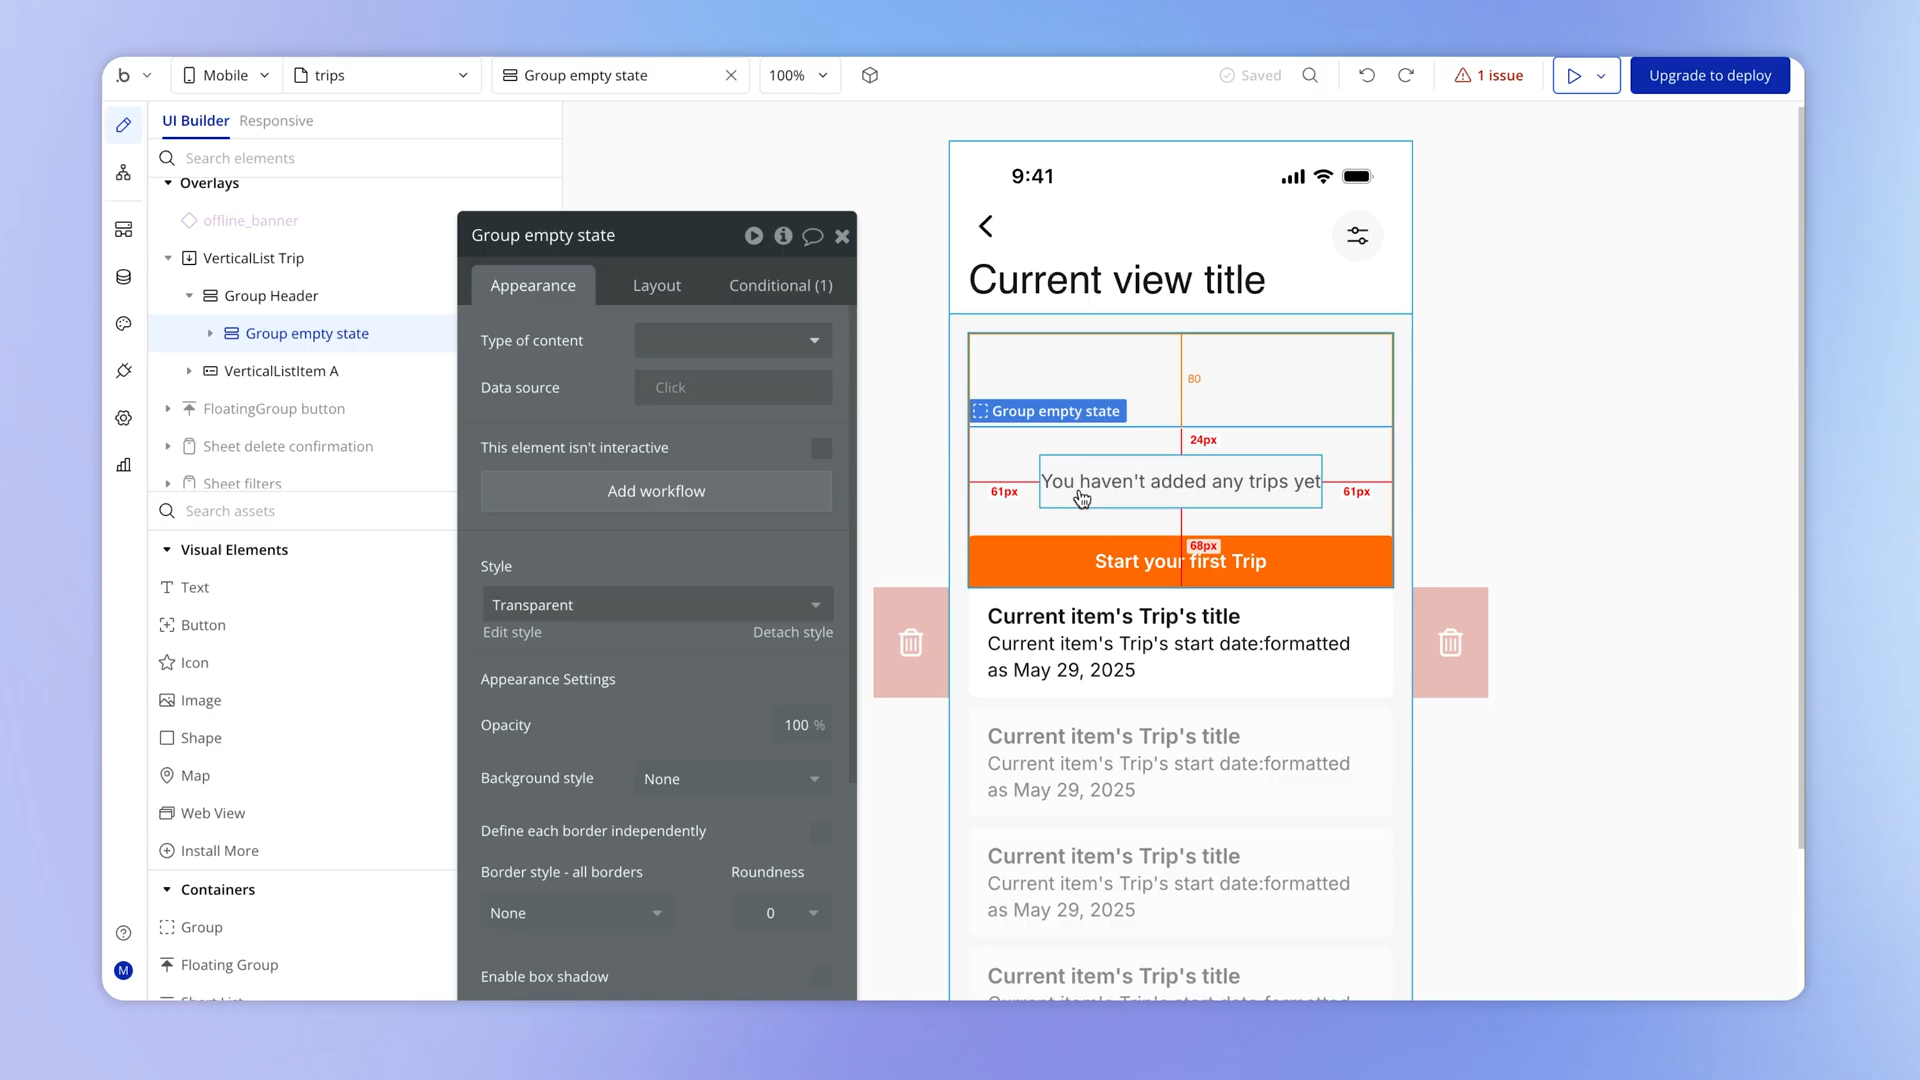 .b
Mobile
trips
Group empty state
100%
Saved
1 issue
Upgrade to deploy
UI Builder
Responsive
Search elements
Overlays
offline_banner
VerticalList Trip
Group Header
Group empty state
VerticalListItem A
FloatingGroup button
Sheet delete confirmation
Sheet filters
Search assets
Visual Elements
Text
Button
Icon
Image
Shape
Map
Web View
Install More
Containers
Group
Floating Group
M
Group empty state
Appearance
Layout
Conditional (1)
Type of content
Data source
Click
This element isn't interactive
Add workflow
Style
Transparent
Edit style
Detach style
Appearance Settings
Opacity
100 %
Background style
None
Define each border independently
Border style - all borders
Roundness
None
0
Enable box shadow
9:41
Current view title
80
Group empty state
24px
You haven't added any trips yet
61px
61px
68px
Start your first Trip
Current item's Trip's title
Current item's Trip's start date:formatted
as May 29, 2025
Current item's Trip's title
Current item's Trip's start date:formatted
as May 29, 2025
Current item's Trip's title
Current item's Trip's start date:formatted
as May 29, 2025
Current item's Trip's title